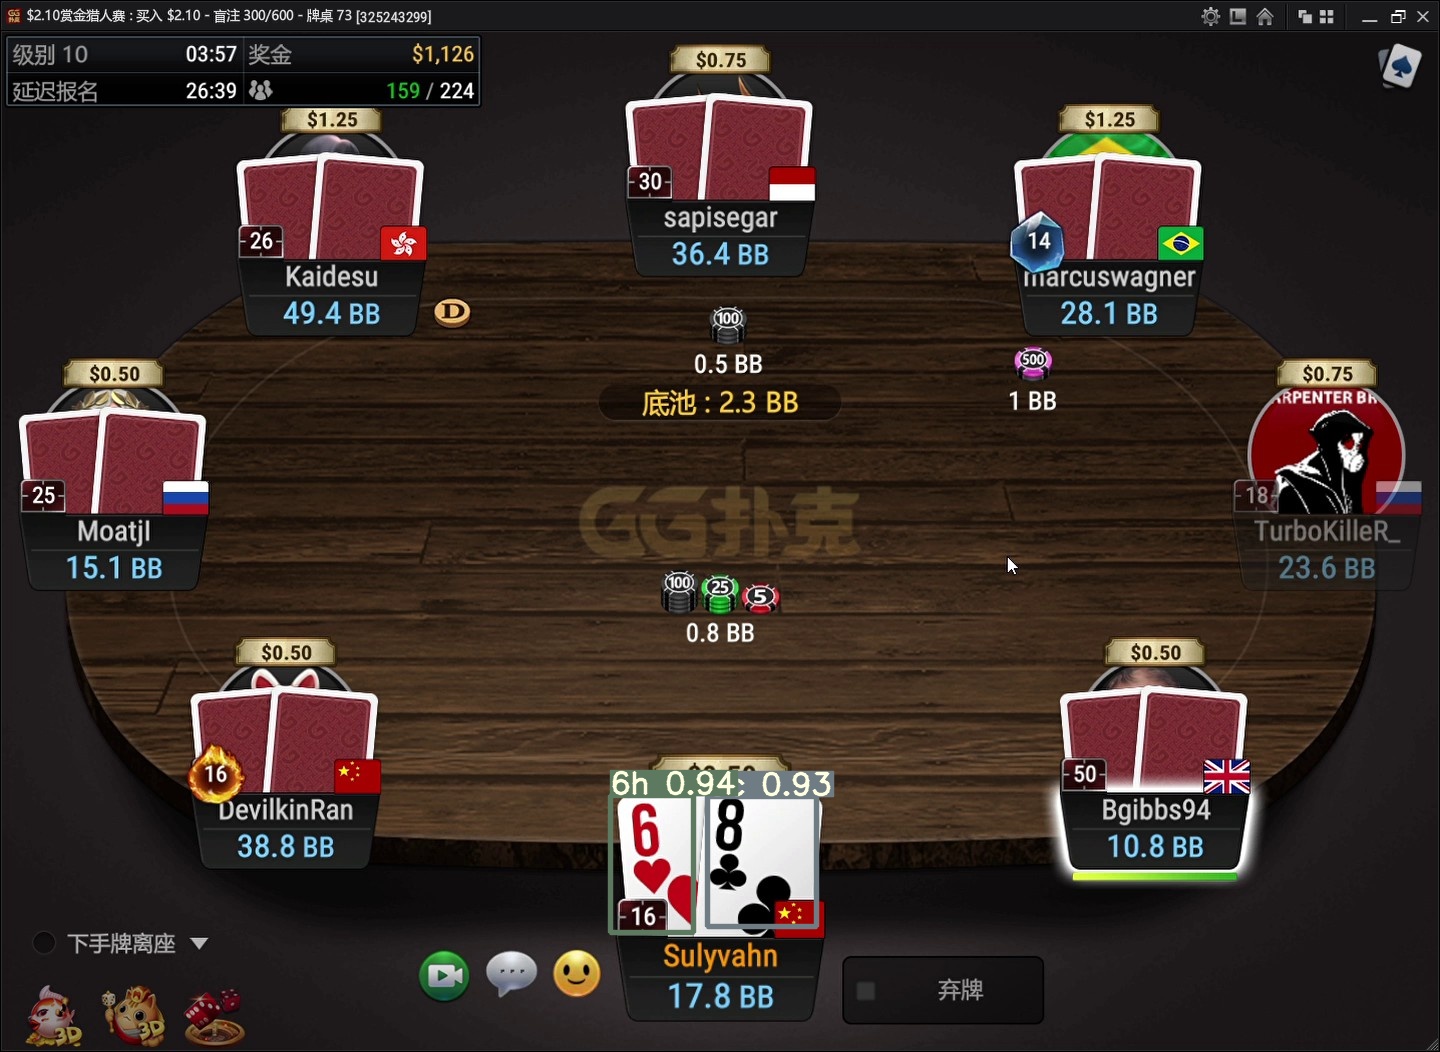 $2.10赏金猎人赛 : 买入 $2.10 - 盲注 300/600 - 牌桌 73 [325243299]
级别 10 03:57 奖金 $1,126
延迟报名 26:39 159 / 224
$0.75
30
sapisegar
36.4 BB
$1.25
26
Kaidesu
49.4 BB
D
$1.25
14
marcuswagner
28.1 BB
100
0.5 BB
500
1 BB
底池 : 2.3 BB
$0.50
25
Moatjl
15.1 BB
$0.75
ARPENTER BR
18
TurboKilleR_
23.6 BB
GG扑克
100 25 5
0.8 BB
$0.50
16
DevilkinRan
38.8 BB
$0.50
50
Bgibbs94
10.8 BB
6h 0.94 : 0.93
6 8
16
Sulyvahn
17.8 BB
下手牌离座
弃牌
3D 3D